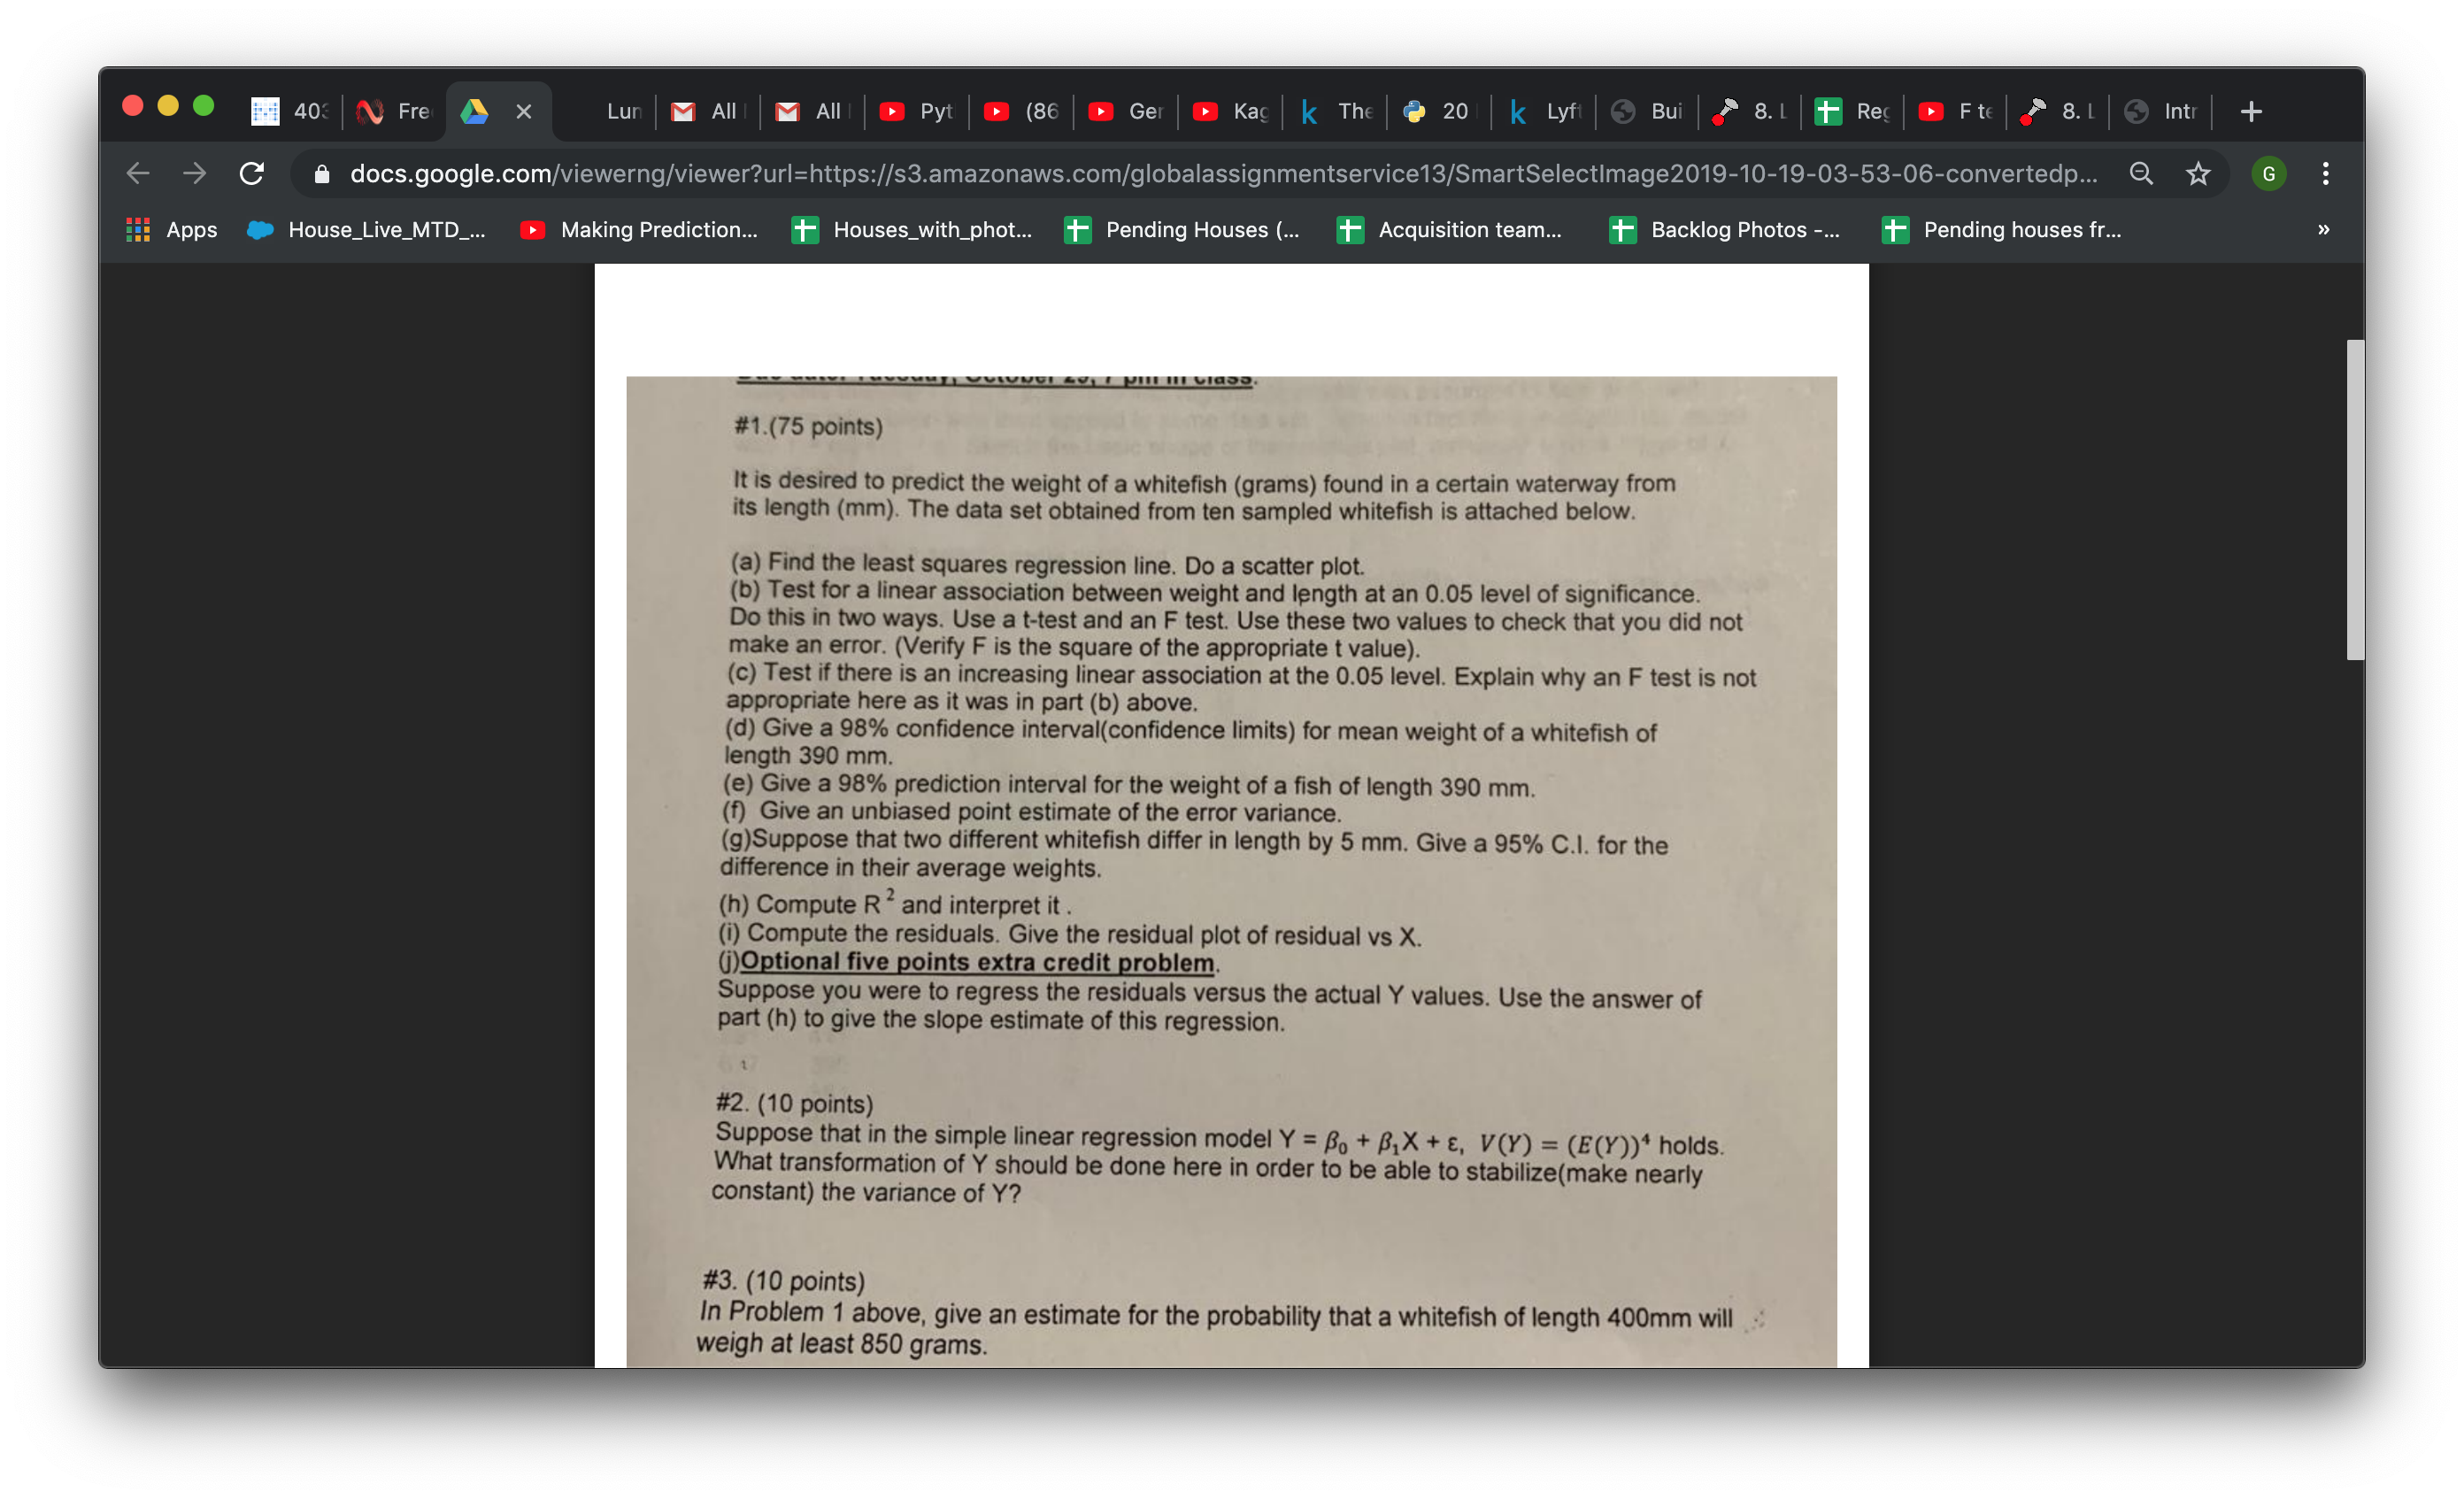 403 Fre Lun All All Pyt (86 Ger Kag The 20 Lyf Bui 8. L Reg F te 8. L Intr
docs.google.com/viewerng/viewer?url=https://s3.amazonaws.com/globalassignmentservice13/SmartSelectImage2019-10-19-03-53-06-convertedp... G
Apps House_Live_MTD_... Making Prediction... Houses_with_phot... Pending Houses (... Acquisition team... Backlog Photos -... Pending houses fr... »
Due date: Tuesday, October 29, 7 pm in class.
#1.(75 points)
It is desired to predict the weight of a whitefish (grams) found in a certain waterway from
its length (mm). The data set obtained from ten sampled whitefish is attached below.
(a) Find the least squares regression line. Do a scatter plot.
(b) Test for a linear association between weight and length at an 0.05 level of significance.
Do this in two ways. Use a t-test and an F test. Use these two values to check that you did not
make an error. (Verify F is the square of the appropriate t value).
(c) Test if there is an increasing linear association at the 0.05 level. Explain why an F test is not
appropriate here as it was in part (b) above.
(d) Give a 98% confidence interval(confidence limits) for mean weight of a whitefish of
length 390 mm.
(e) Give a 98% prediction interval for the weight of a fish of length 390 mm.
(f) Give an unbiased point estimate of the error variance.
(g)Suppose that two different whitefish differ in length by 5 mm. Give a 95% C.I. for the
difference in their average weights.
(h) Compute R² and interpret it .
(i) Compute the residuals. Give the residual plot of residual vs X.
(j)Optional five points extra credit problem.
Suppose you were to regress the residuals versus the actual Y values. Use the answer of
part (h) to give the slope estimate of this regression.
#2. (10 points)
Suppose that in the simple linear regression model Y = β₀ + β₁X + ε, V(Y) = (E(Y))⁴ holds.
What transformation of Y should be done here in order to be able to stabilize(make nearly
constant) the variance of Y?
#3. (10 points)
In Problem 1 above, give an estimate for the probability that a whitefish of length 400mm will
weigh at least 850 grams.